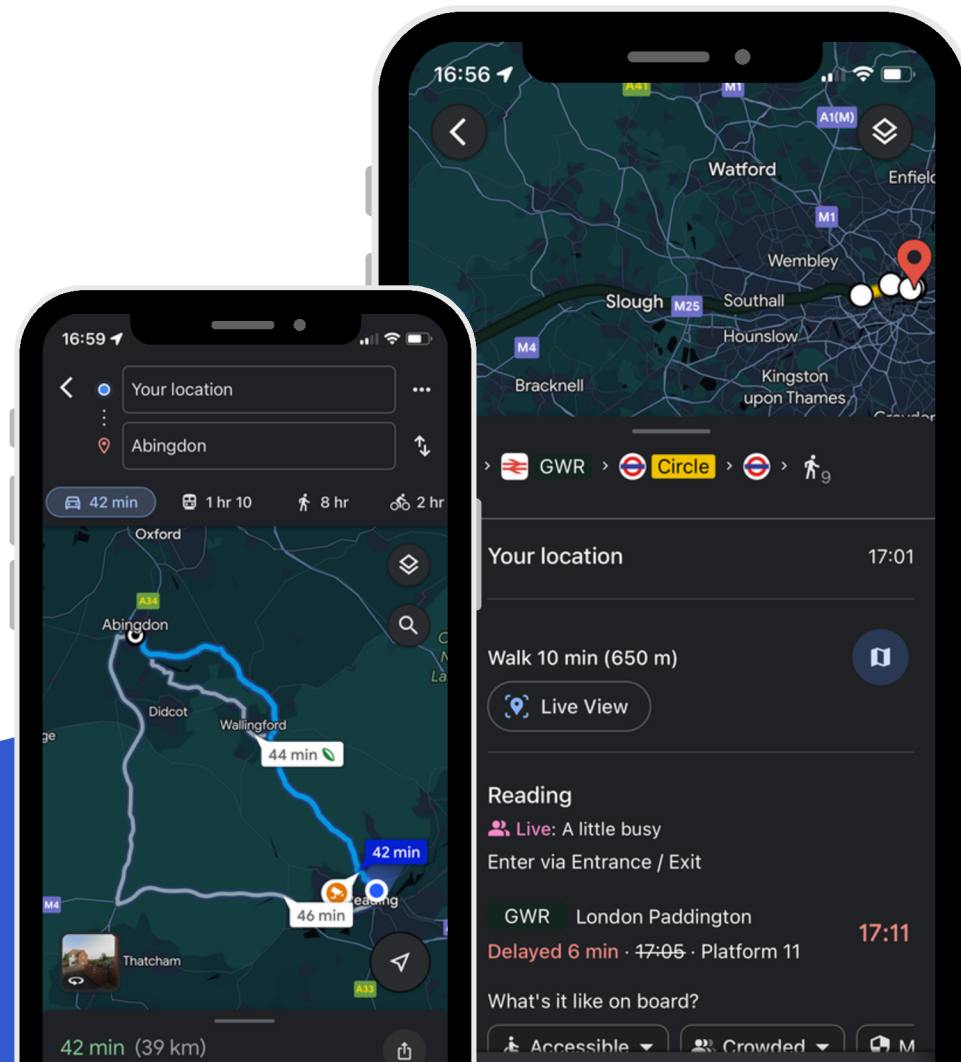 16:59
Your location
Abingdon
42 min
1 hr 10
8 hr
2 hr
Oxford
A34
Abingdon
Didcot
Wallingford
44 min
42 min
eading
46 min
M4
Thatcham
A33
42 min (39 km)
16:56
A41
M1
A1(M)
Watford
Enfield
M1
Wembley
Slough
M25
Southall
Hounslow
M4
Bracknell
Kingston
upon Thames
Croydon
GWR
Circle
9
Your location 17:01
Walk 10 min (650 m)
Live View
Reading
Live: A little busy
Enter via Entrance / Exit
GWR London Paddington
17:11
Delayed 6 min · 17:05 · Platform 11
What's it like on board?
Accessible
Crowded
M